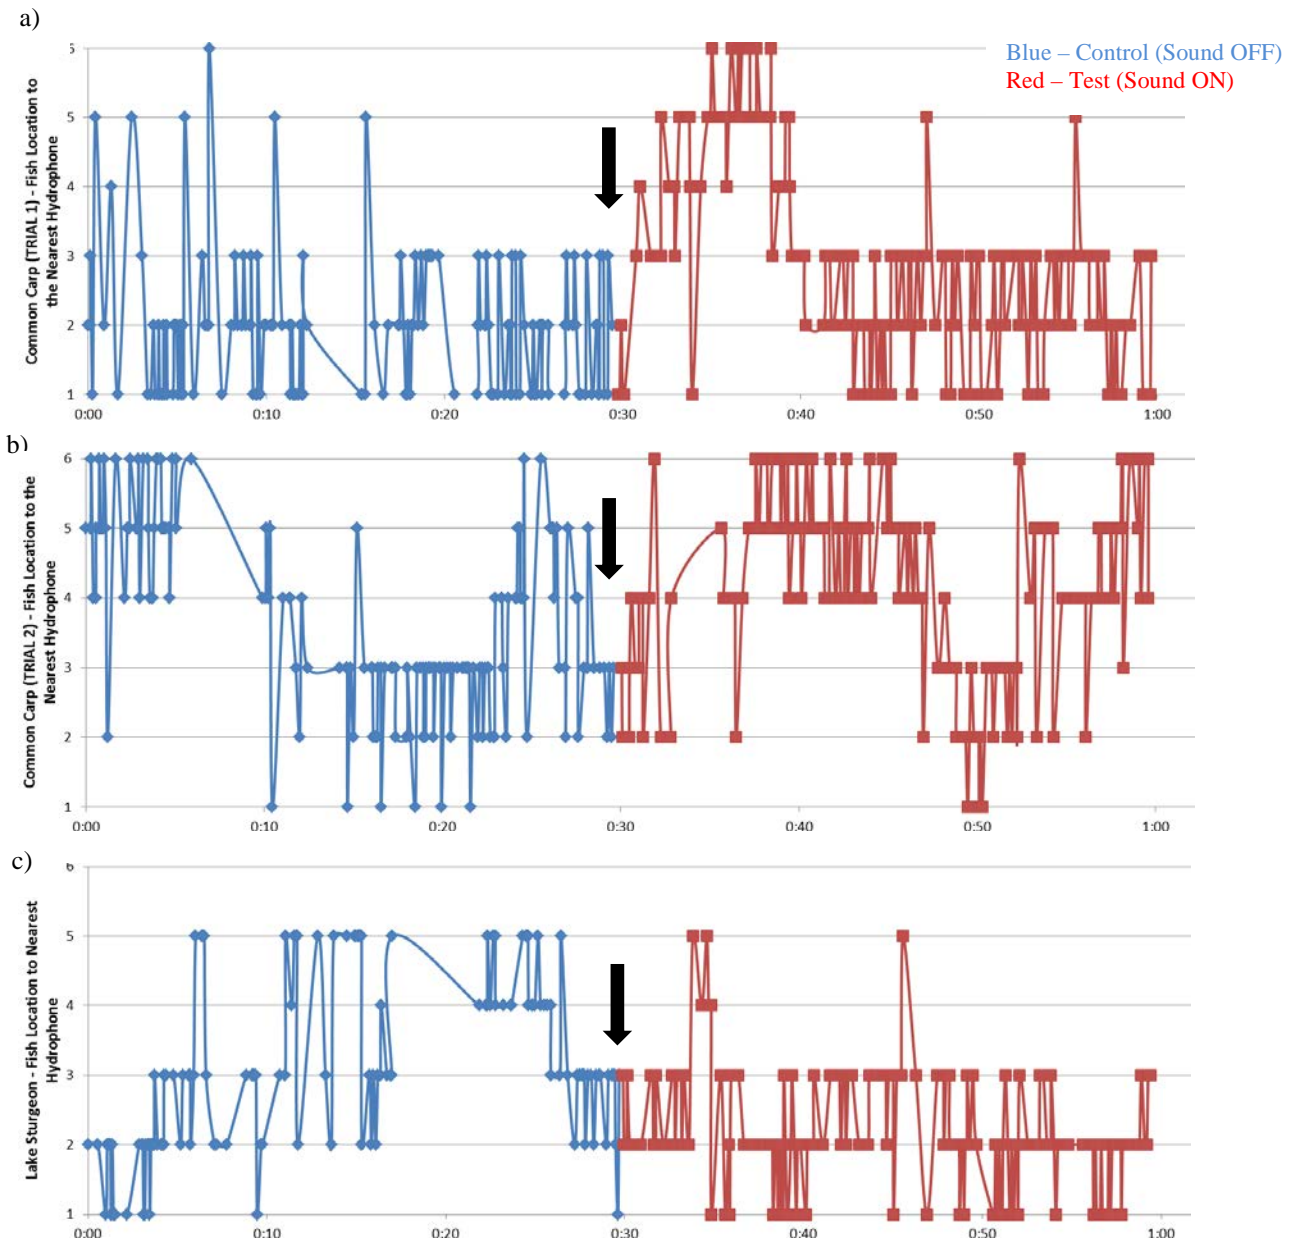 a)
Blue – Control (Sound OFF)
Red – Test (Sound ON)
Common Carp (TRIAL 1) - Fish Location to
the Nearest Hydrophone
6
5
4
3
2
1
0:00 0:10 0:20 0:30 0:40 0:50 1:00
b)
Common Carp (TRIAL 2) - Fish Location to the
Nearest Hydrophone
6
5
4
3
2
1
0:00 0:10 0:20 0:30 0:40 0:50 1:00
c)
Lake Sturgeon - Fish Location to Nearest
Hydrophone
6
5
4
3
2
1
0:00 0:10 0:20 0:30 0:40 0:50 1:00